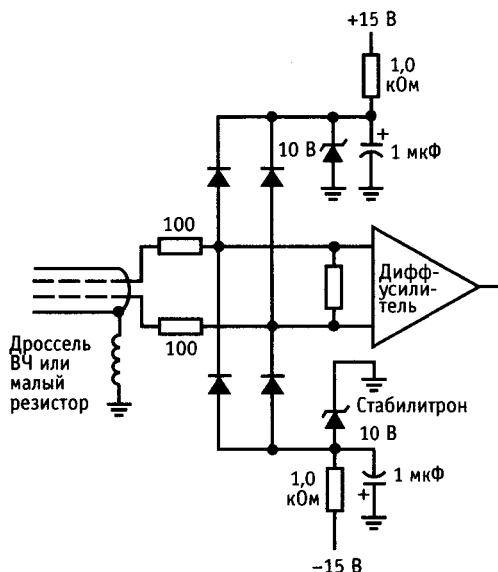 +15 В
1,0
кОм
10 В
+
1 мкФ
100
Дифф-
усили-
тель
100
Дроссель
ВЧ или
малый
резистор
Стабилитрон
10 В
1,0
кОм
+
1 мкФ
−15 В